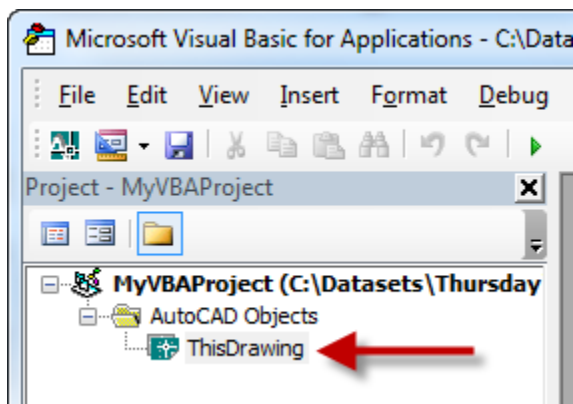 Microsoft Visual Basic for Applications - C:\Data
File Edit View Insert Format Debug
Project - MyVBAProject
MyVBAProject (C:\Datasets\Thursday
AutoCAD Objects
ThisDrawing